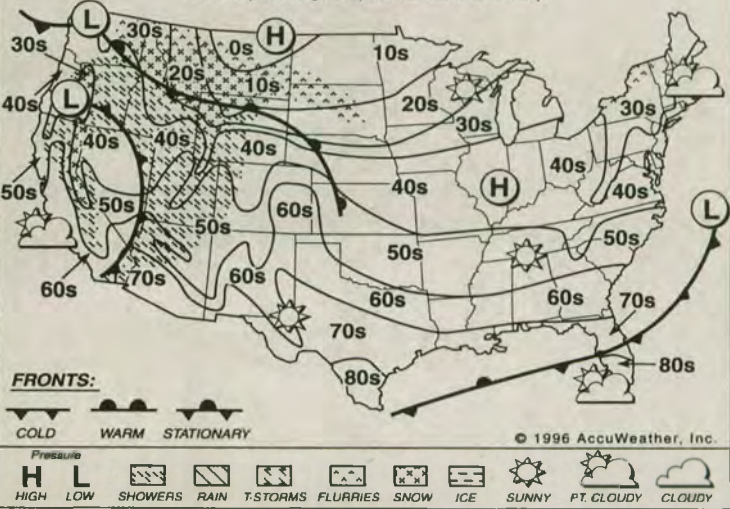 L
30s
0s
H
10s
30s
20s
10s
40s
L
20s
30s
30s
40s
40s
40s
40s
40s
H
40s
50s
50s
60s
L
50s
50s
50s
60s
70s
60s
60s
60s
70s
70s
80s
80s
FRONTS:
COLD WARM STATIONARY
© 1996 AccuWeather, Inc.
Pressure
H L
HIGH LOW SHOWERS RAIN T-STORMS FLURRIES SNOW ICE SUNNY PT. CLOUDY CLOUDY